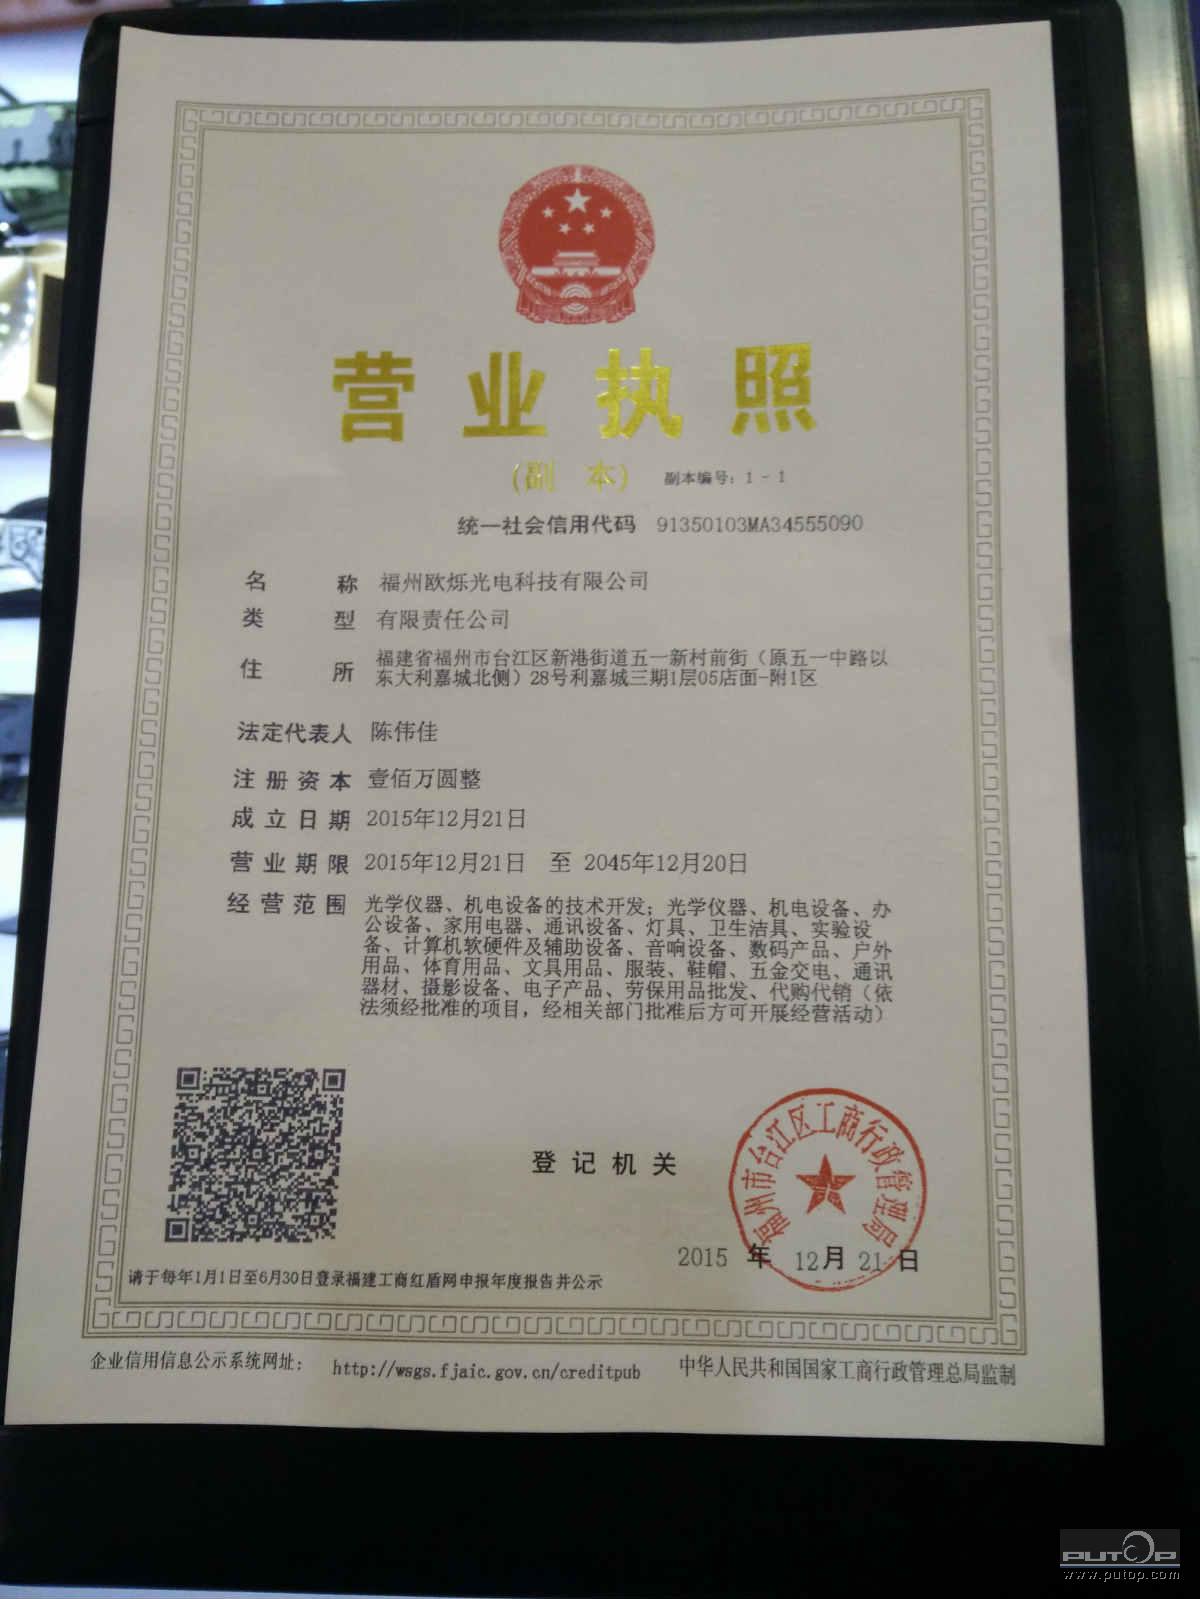 营业执照
(副 本) 副本编号：1-1
统一社会信用代码 91350103MA34555090
名 称 福州欧烁光电科技有限公司
类 型 有限责任公司
住 所 福建省福州市台江区新港街道五一新村前街（原五一中路以
东大利嘉城北侧）28号利嘉城三期1层05店面-附1区
法定代表人 陈伟佳
注册资本 壹佰万圆整
成立日期 2015年12月21日
营业期限 2015年12月21日 至 2045年12月20日
经营范围 光学仪器、机电设备的技术开发；光学仪器、机电设备、办
公设备、家用电器、通讯设备、灯具、卫生洁具、实验设
备、计算机软硬件及辅助设备、音响设备、数码产品、户外
用品、体育用品、文具用品、服装、鞋帽、五金交电、通讯
器材、摄影设备、电子产品、劳保用品批发、代购代销（依
法须经批准的项目，经相关部门批准后方可开展经营活动）
福州市台江区工商行政管理局
登记机关
2015 年 12 月 21 日
请于每年1月1日至6月30日登录福建工商红盾网申报年度报告并公示
企业信用信息公示系统网址： http://wsgs.fjaic.gov.cn/creditpub 中华人民共和国国家工商行政管理总局监制
PUTOP
www.putop.com